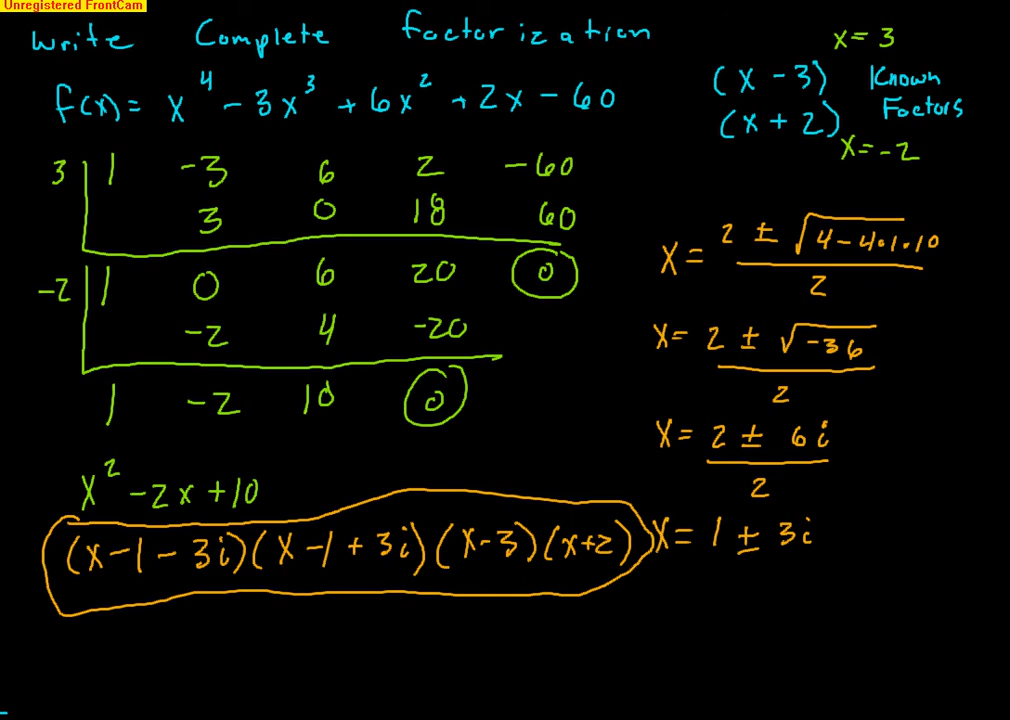 Unregistered FrontCam
Write Complete Factorization
f(x) = x⁴ - 3x³ + 6x² + 2x - 60
x = 3
(x - 3) Known
(x + 2) Factors
x = -2
3 | 1 -3 6 2 -60
3 0 18 60
-2 | 1 0 6 20 0
-2 4 -20
1 -2 10 0
x² - 2x + 10
(x - 1 - 3i)(x - 1 + 3i)(x - 3)(x + 2)
x = 2 ± √4 - 4·1·10
2
x = 2 ± √-36
2
x = 2 ± 6i
2
x = 1 ± 3i